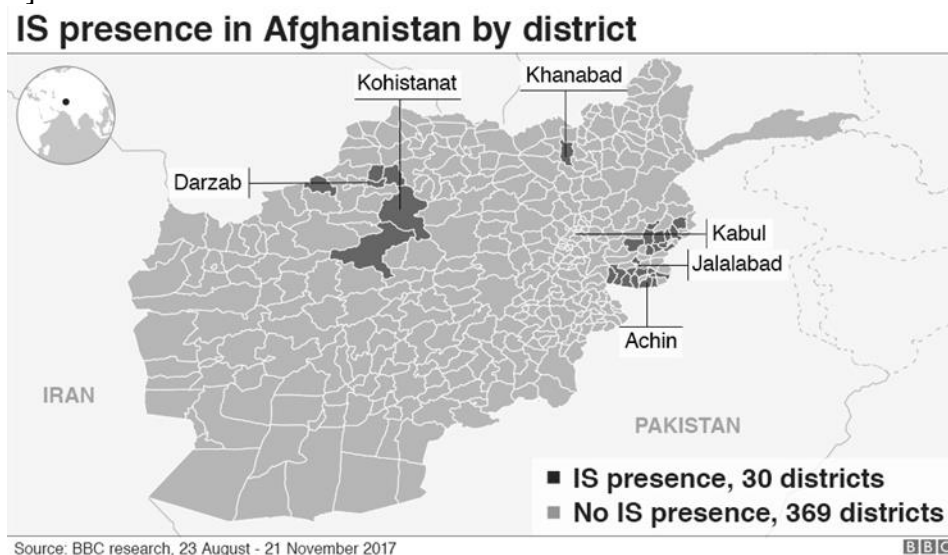 IS presence in Afghanistan by district
Kohistanat
Khanabad
Darzab
Kabul
Jalalabad
Achin
IRAN
PAKISTAN
IS presence, 30 districts
No IS presence, 369 districts
Source: BBC research, 23 August - 21 November 2017
BBC